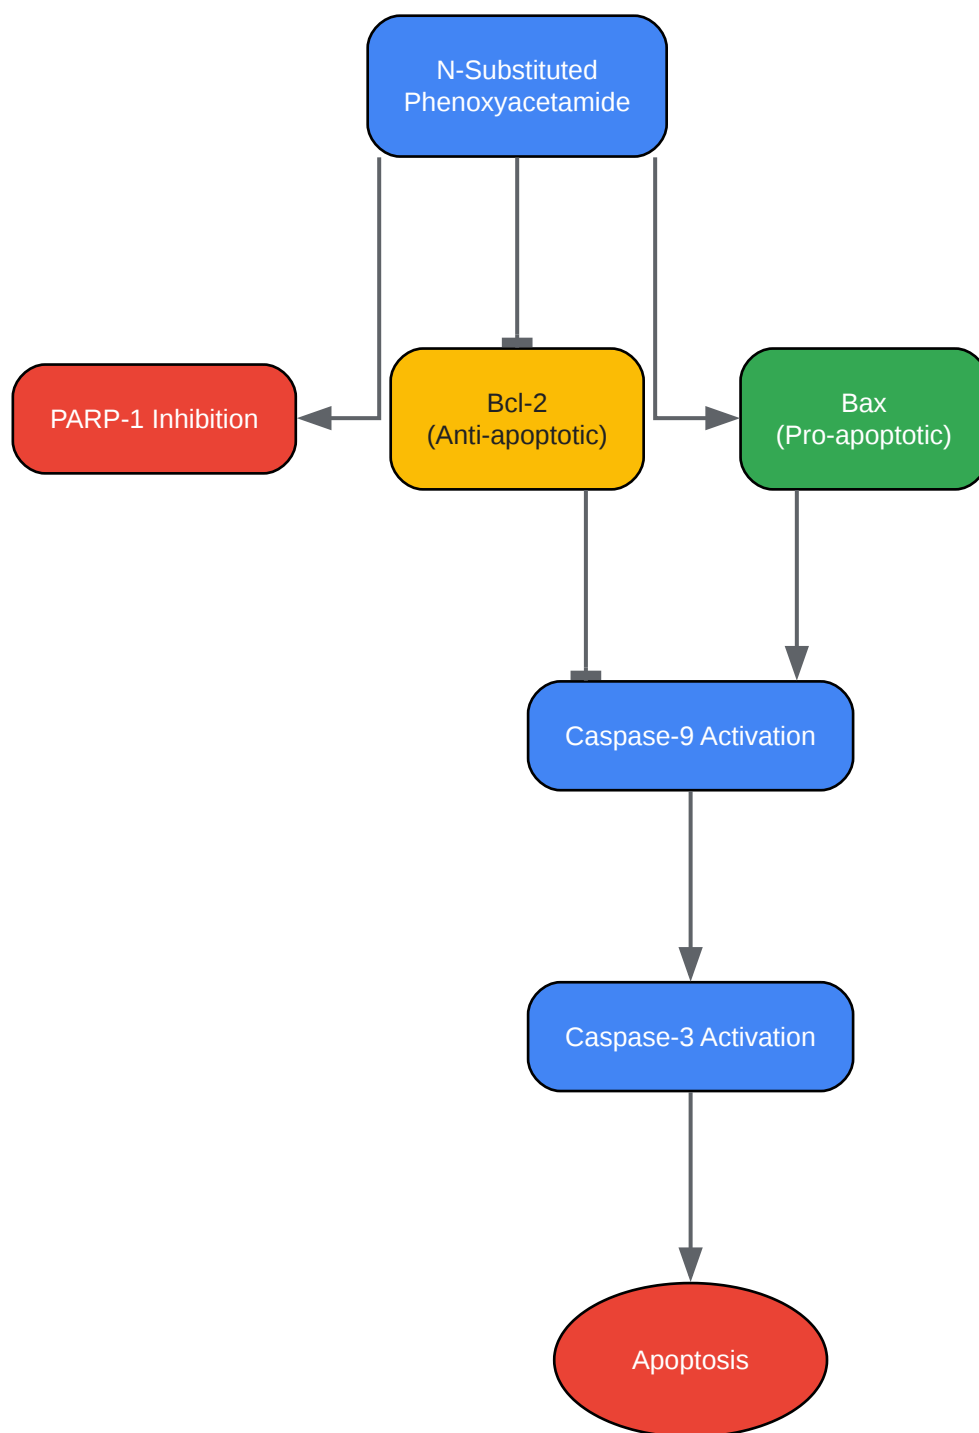 N-Substituted
Phenoxyacetamide
PARP-1 Inhibition
Bcl-2
(Anti-apoptotic)
Bax
(Pro-apoptotic)
Caspase-9 Activation
Caspase-3 Activation
Apoptosis